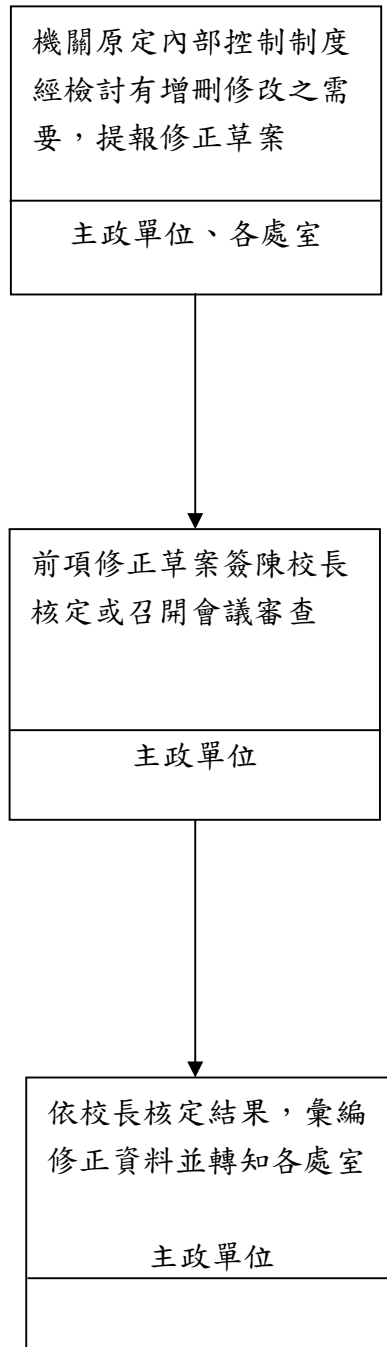 機關原定內部控制制度
經檢討有增刪修改之需
要，提報修正草案
主政單位、各處室
前項修正草案簽陳校長
核定或召開會議審查
主政單位
依校長核定結果，彙編
修正資料並轉知各處室
主政單位